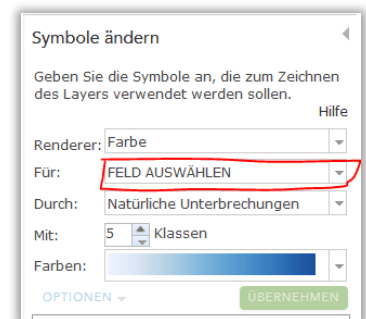 Symbole ändern
Geben Sie die Symbole an, die zum Zeichnen
des Layers verwendet werden sollen.
Hilfe
Renderer: Farbe
Für: FELD AUSWÄHLEN
Durch: Natürliche Unterbrechungen
Mit: 5 Klassen
Farben:
OPTIONEN ÜBERNEHMEN